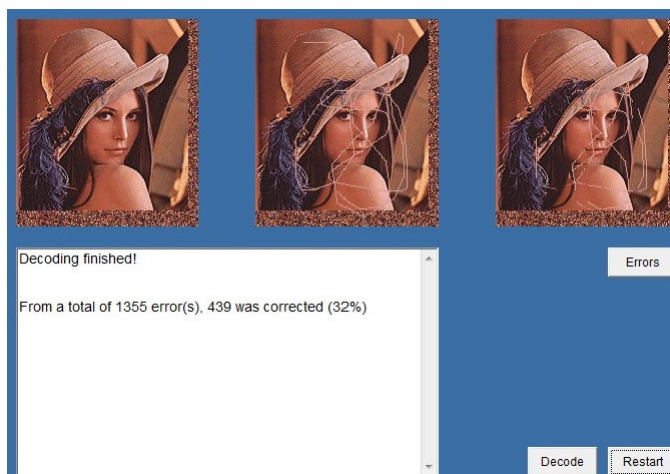 Decoding finished!
From a total of 1355 error(s), 439 was corrected (32%)
Errors
Decode
Restart